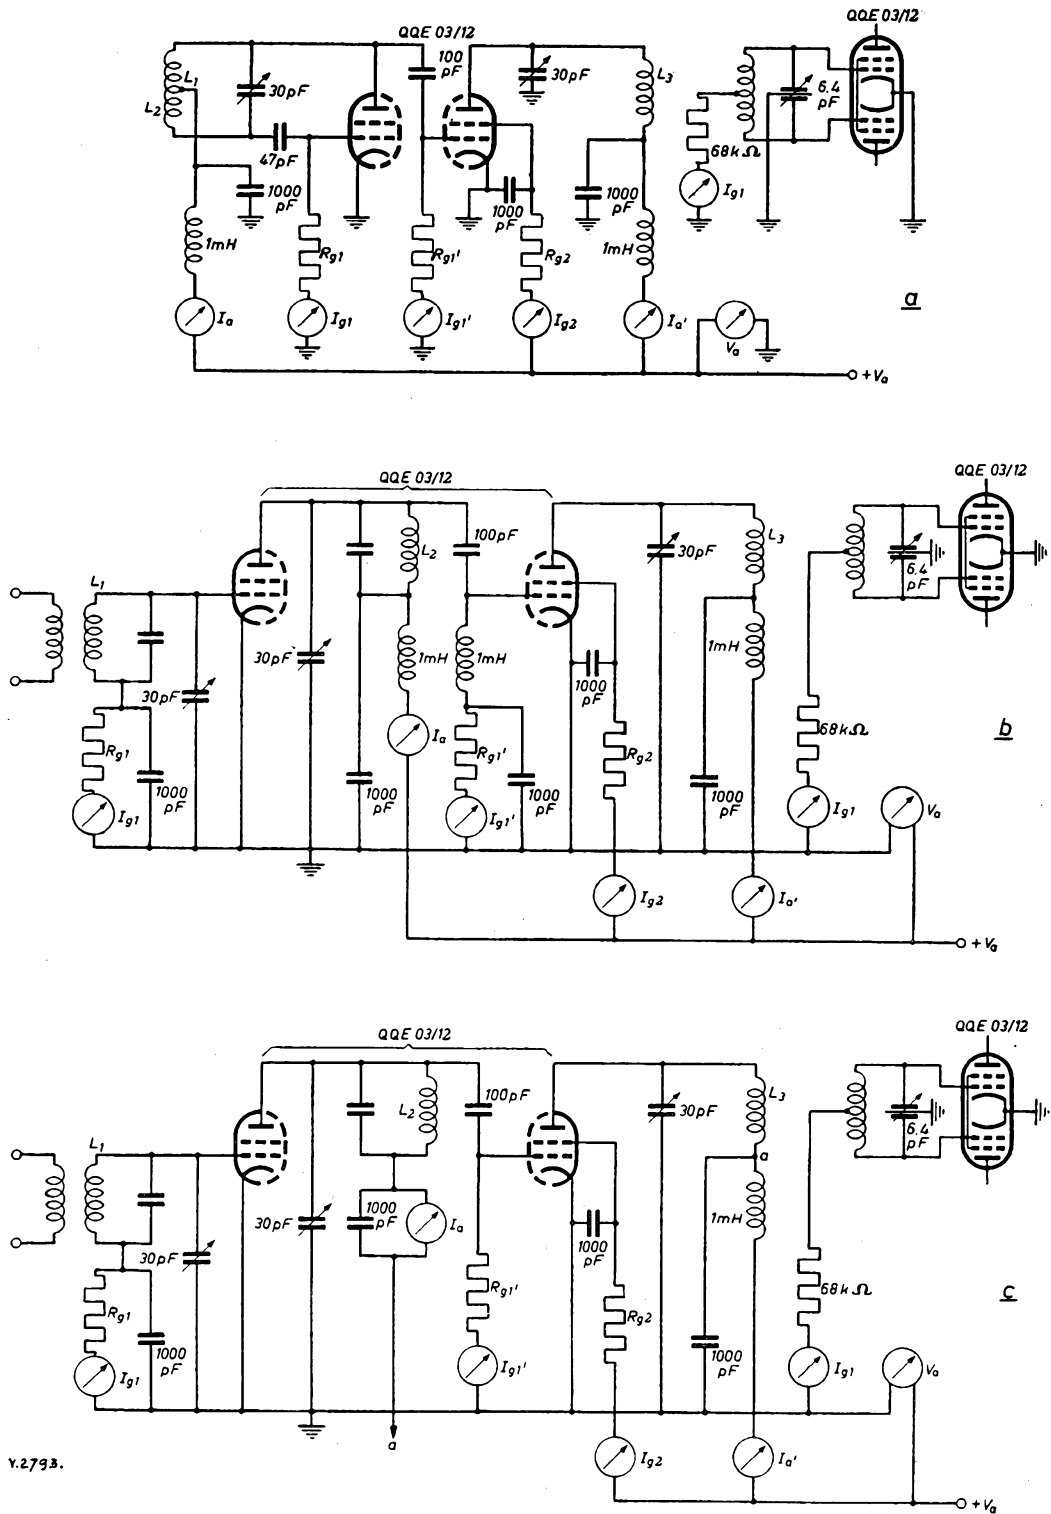 QQE 03/12
QQE 03/12
100
pF
L1
L2
30pF
30pF
L3
6.4
pF
68kΩ
47pF
1000
pF
1000
pF
1000
pF
Ig1
1mH
Rg1
Rg1'
Rg2
1mH
a
Ia
Ig1
Ig1'
Ig2
Ia'
Va
+Va
QQE 03/12
QQE 03/12
L1
L2
100pF
30pF
L3
6.4
pF
30pF
1mH
1mH
1mH
1000
pF
30pF
Rg1
1000
pF
Ig1
Ia
Rg1'
1000
pF
1000
pF
Ig1'
Rg2
1000
pF
68kΩ
b
Ig1
Va
Ig2
Ia'
+Va
QQE 03/12
QQE 03/12
L1
L2
100pF
30pF
L3
6.4
pF
a
30pF
1000
pF
Ia
1mH
1000
pF
30pF
Rg1
1000
pF
Ig1
Rg1'
Ig1'
Rg2
1000
pF
68kΩ
c
Ig1
Va
a
Ig2
Ia'
+Va
V.2793.